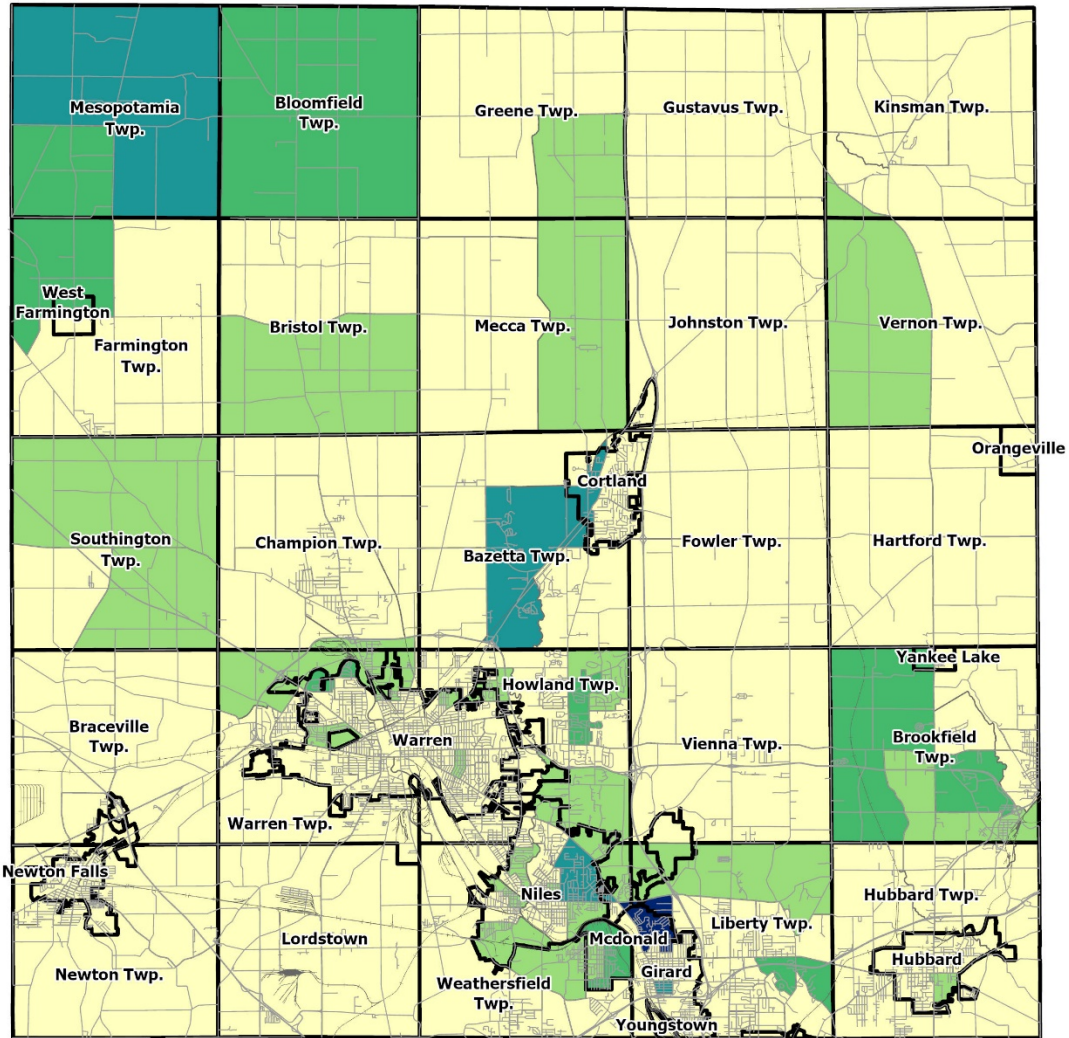 Mesopotamia
Twp.
Bloomfield
Twp.
Greene Twp.
Gustavus Twp.
Kinsman Twp.
West
Farmington
Farmington
Twp.
Bristol Twp.
Mecca Twp.
Johnston Twp.
Vernon Twp.
Southington
Twp.
Champion Twp.
Bazetta Twp.
Cortland
Fowler Twp.
Hartford Twp.
Orangeville
Braceville
Twp.
Warren
Howland Twp.
Vienna Twp.
Yankee Lake
Brookfield
Twp.
Warren Twp.
Newton Falls
Newton Twp.
Lordstown
Niles
Weathersfield
Twp.
Mcdonald
Girard
Youngstown
Liberty Twp.
Hubbard Twp.
Hubbard